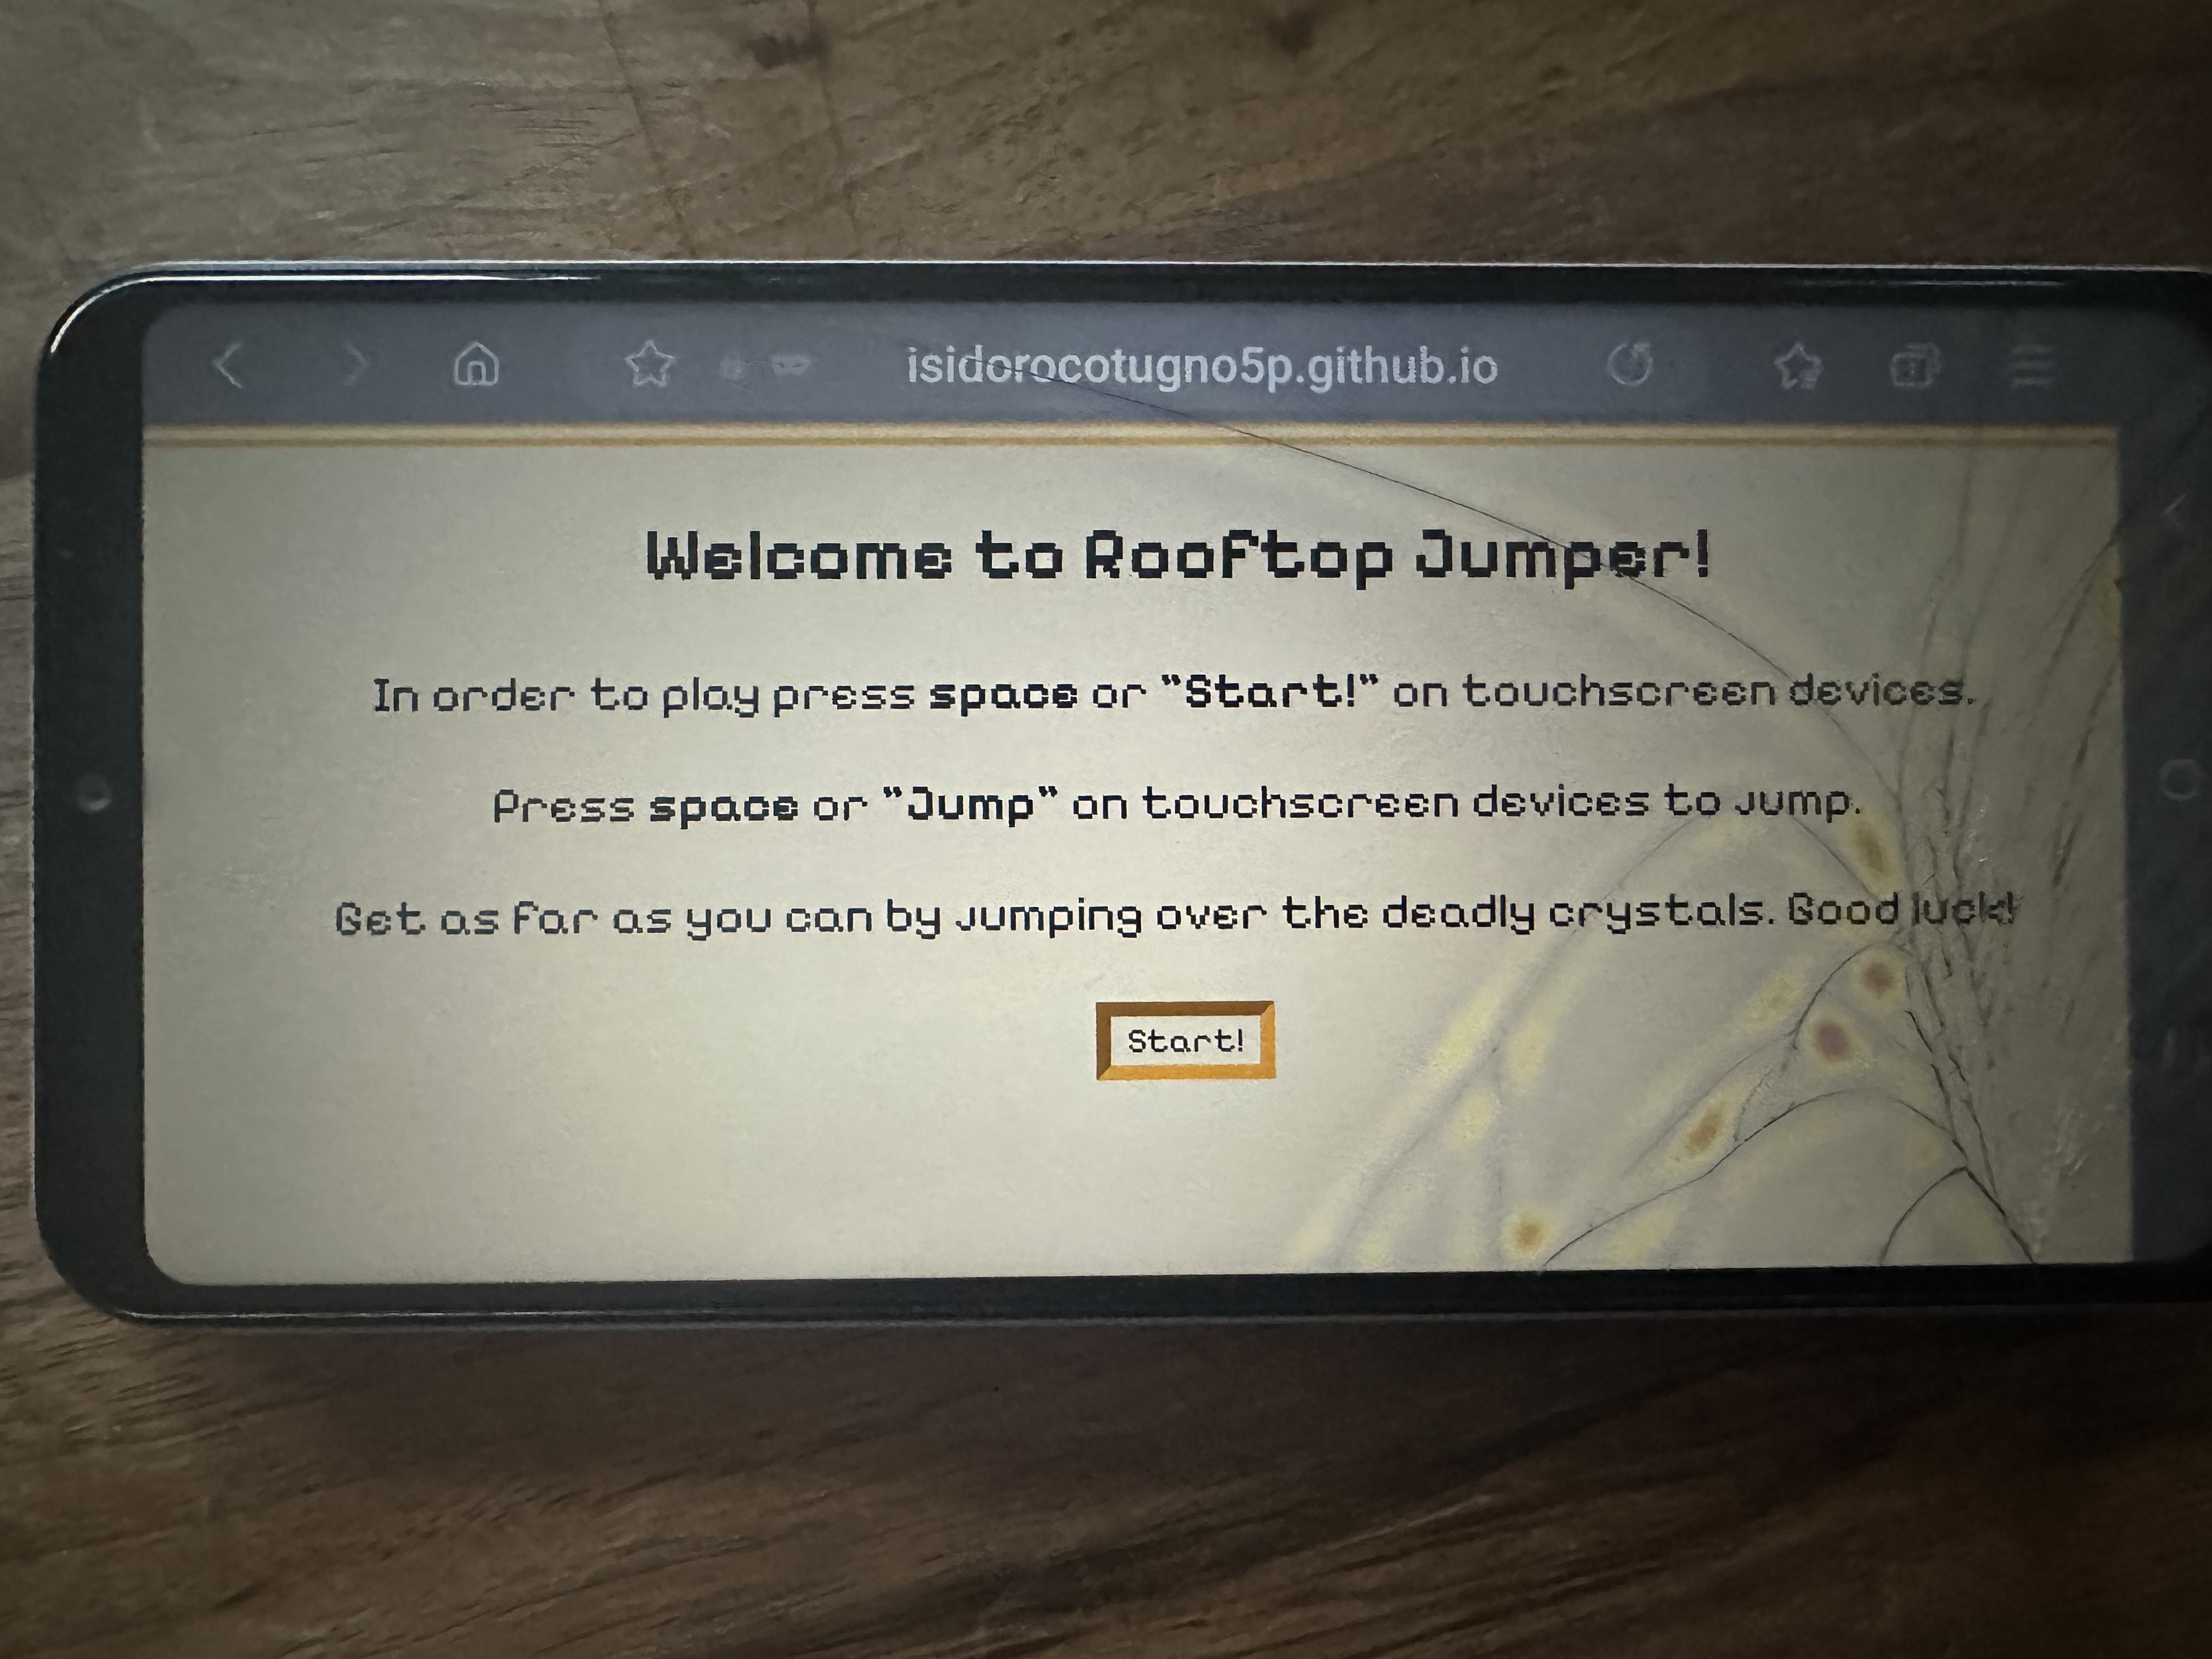 isidorocotugno5p.github.io
Welcome to Rooftop Jumper!
In order to play press space or "Start!" on touchscreen devices.
Press space or "Jump" on touchscreen devices to jump.
Get as far as you can by jumping over the deadly crystals. Good luck!
Start!